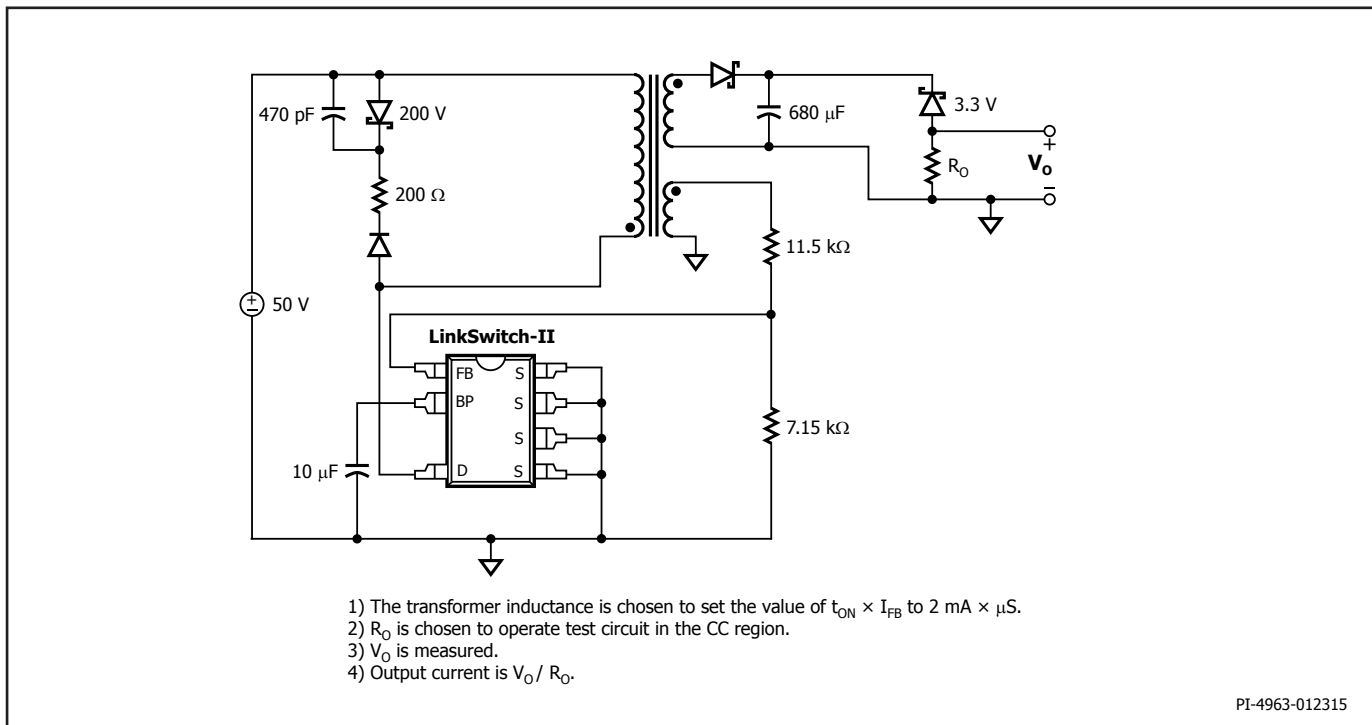 470 pF
200 V
200 Ω
50 V
680 μF
3.3 V
+
R_O
V_O
−
11.5 kΩ
LinkSwitch-II
FB S
BP S
S
D S
10 μF
7.15 kΩ
1) The transformer inductance is chosen to set the value of t_ON × I_FB to 2 mA × μS.
2) R_O is chosen to operate test circuit in the CC region.
3) V_O is measured.
4) Output current is V_O / R_O.
PI-4963-012315